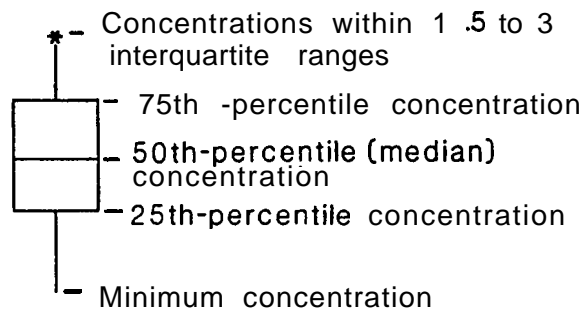 Concentrations within 1 .5 to 3
interquartite ranges
75th -percentile concentration
50th-percentile (median)
concentration
25th-percentile concentration
Minimum concentration